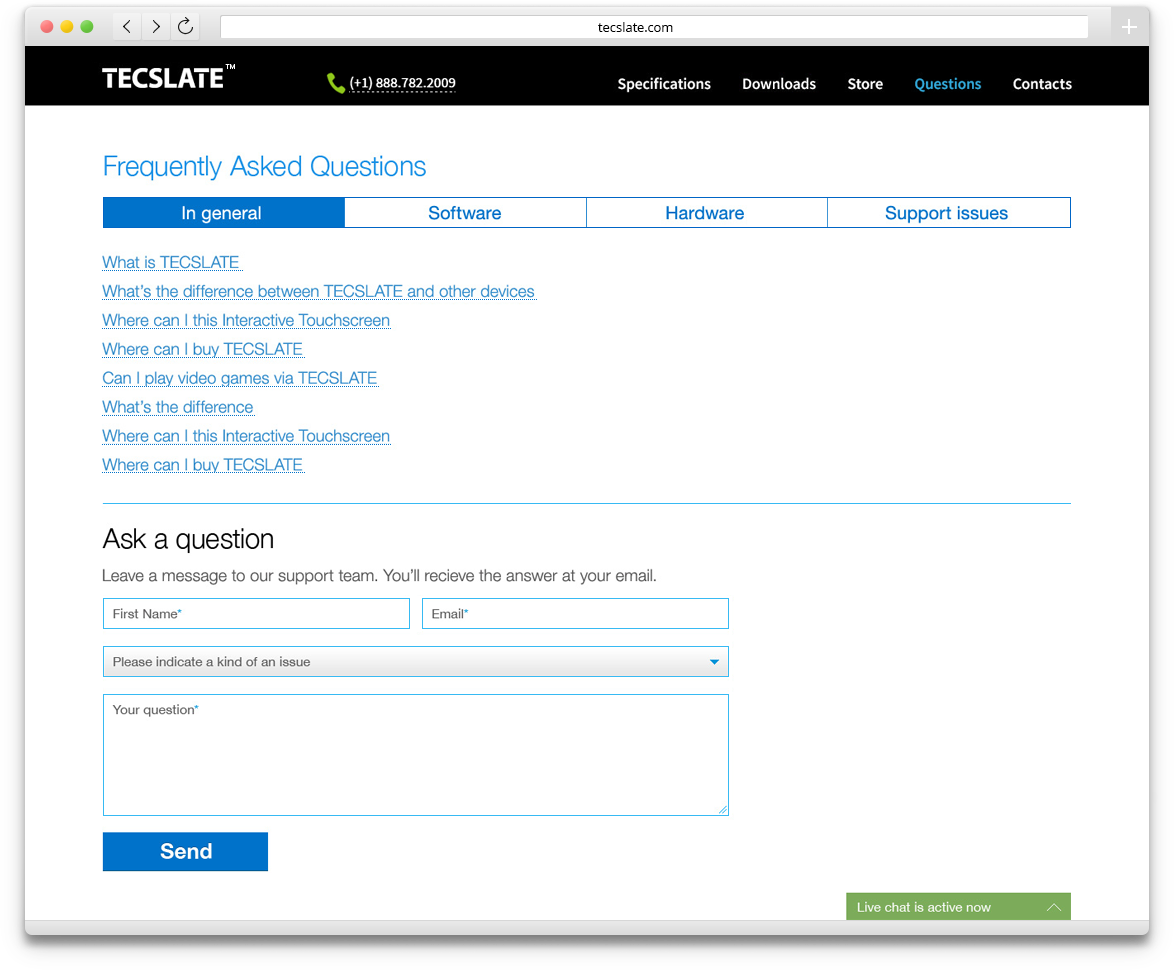 tecslate.com
TECSLATE™ (+1) 888.782.2009 Specifications Downloads Store Questions Contacts
Frequently Asked Questions
In general Software Hardware Support issues
What is TECSLATE
What's the difference between TECSLATE and other devices
Where can I this Interactive Touchscreen
Where can I buy TECSLATE
Can I play video games via TECSLATE
What's the difference
Where can I this Interactive Touchscreen
Where can I buy TECSLATE
Ask a question
Leave a message to our support team. You'll recieve the answer at your email.
First Name* Email*
Please indicate a kind of an issue
Your question*
Send
Live chat is active now